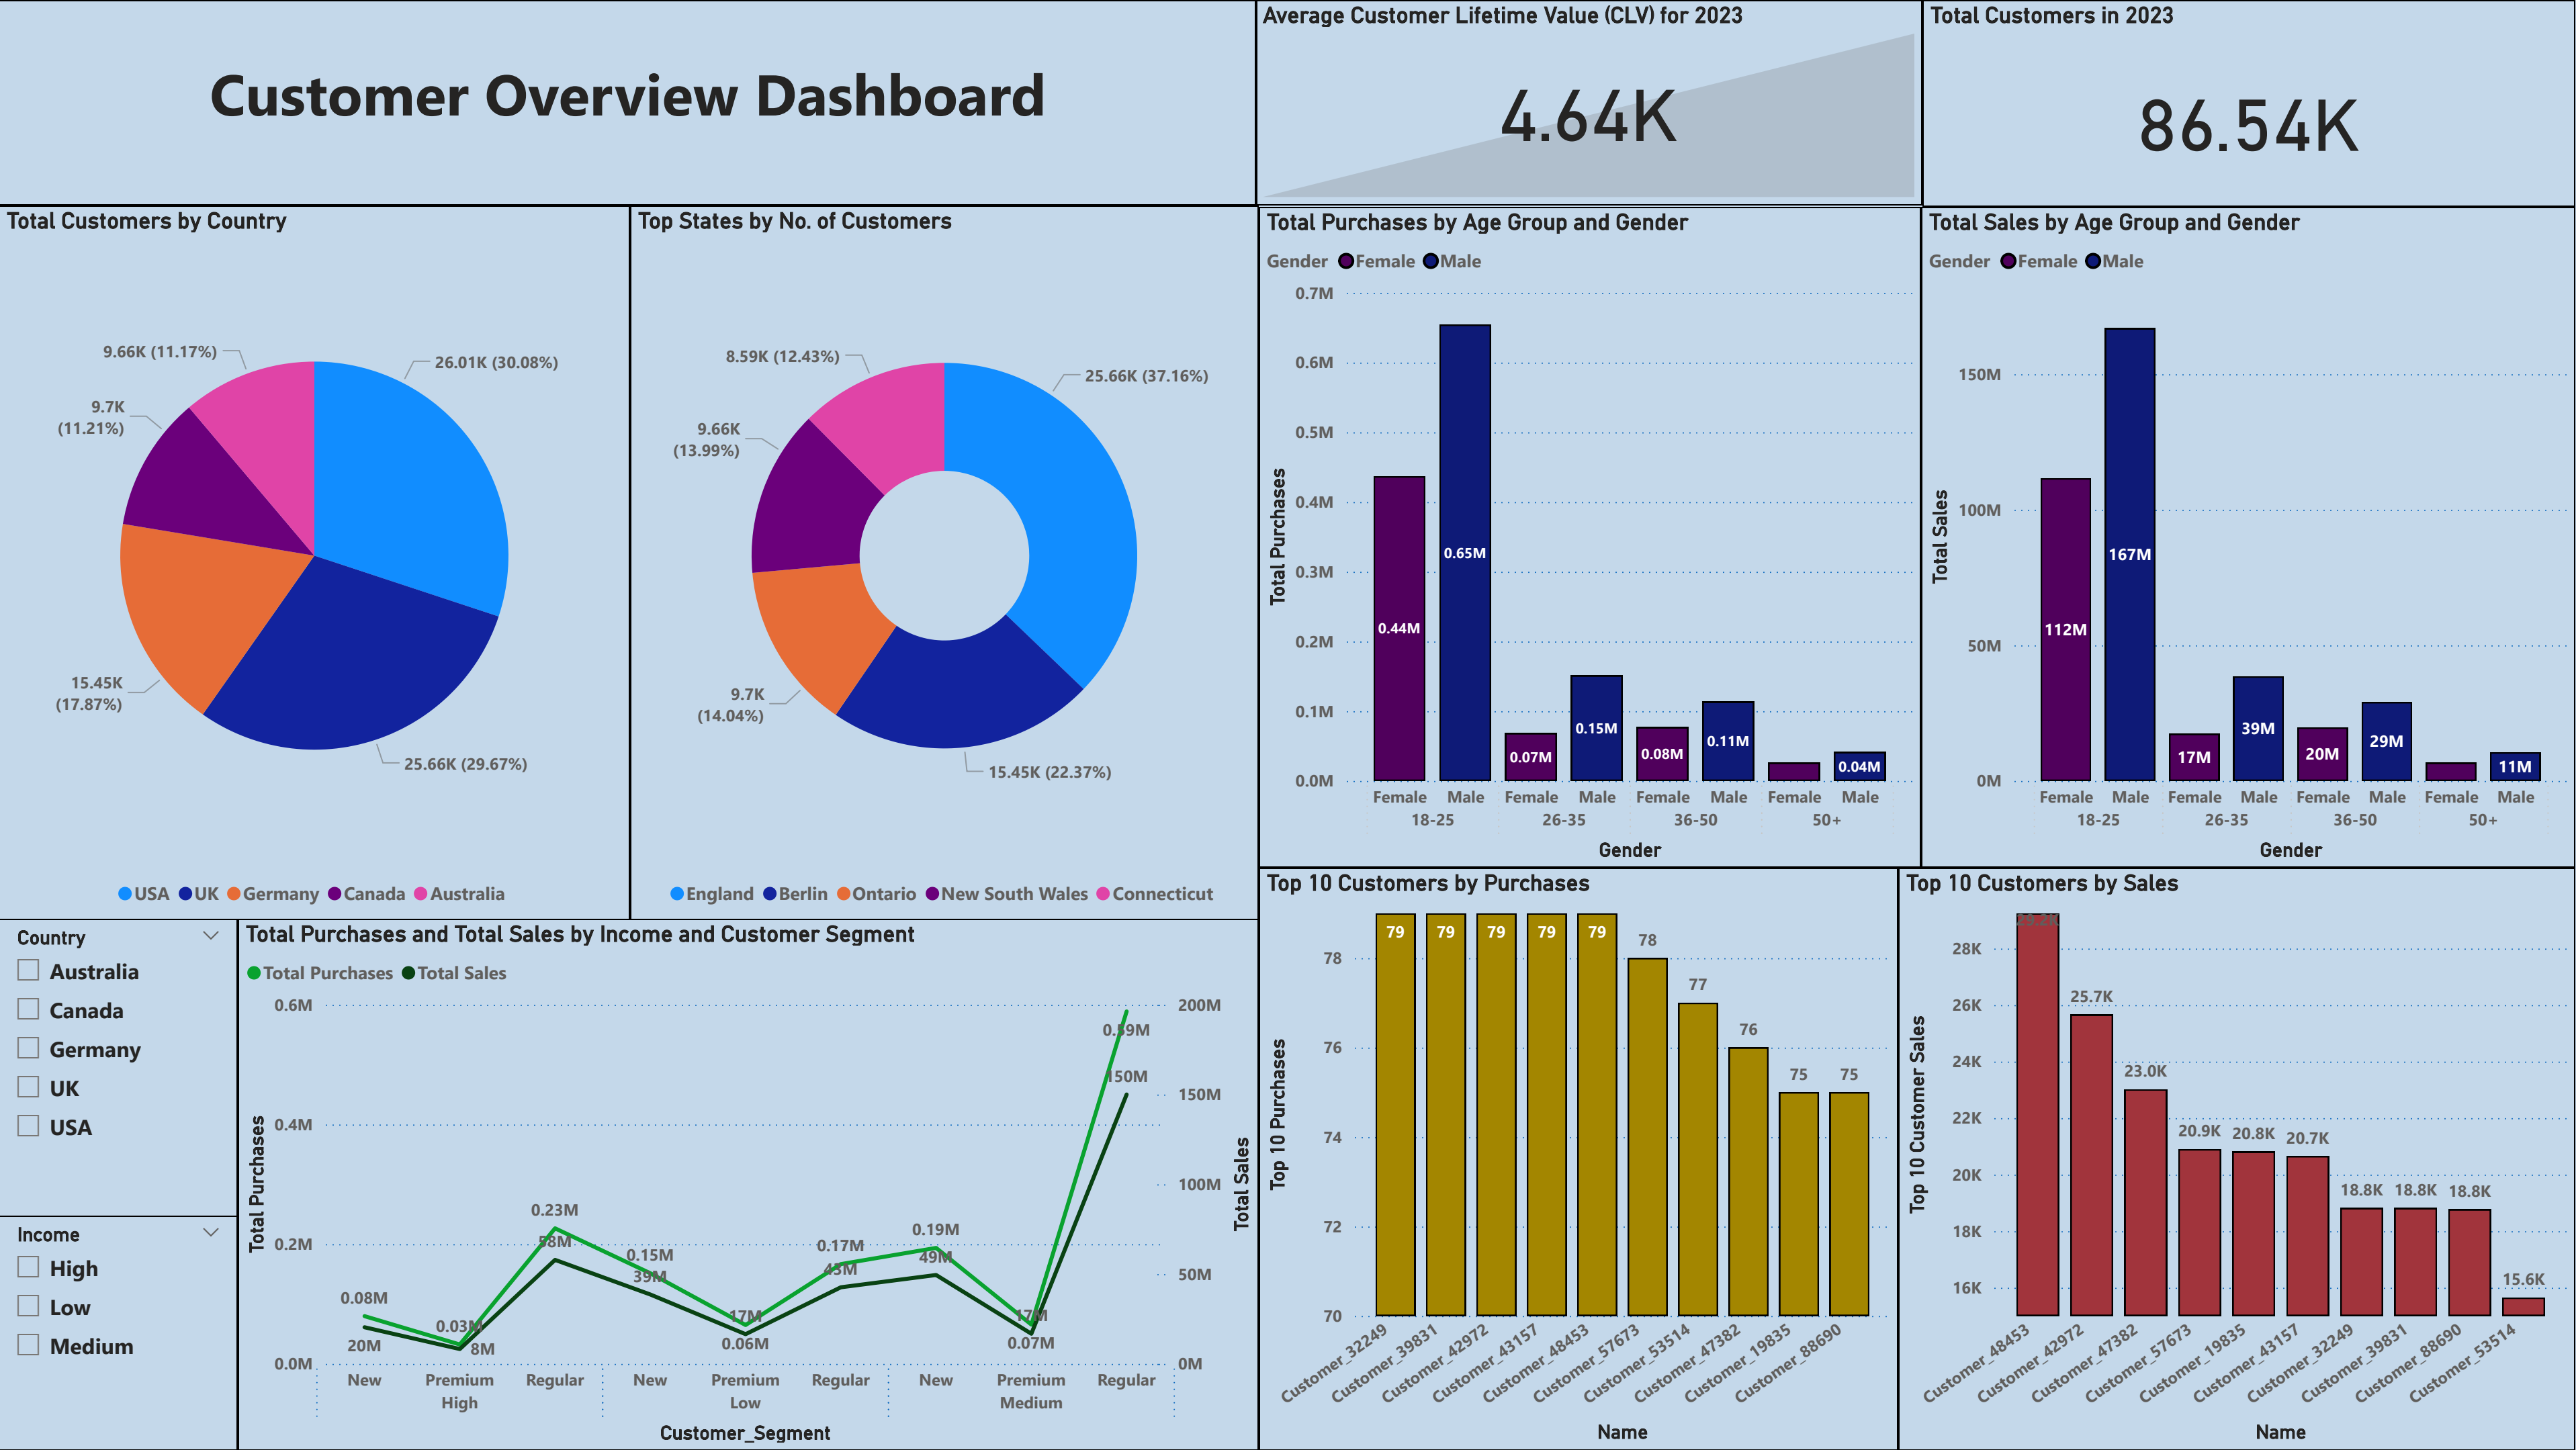 Customer Overview Dashboard
Average Customer Lifetime Value (CLV) for 2023
4.64K
Total Customers in 2023
86.54K
Total Customers by Country
9.66K (11.17%)
26.01K (30.08%)
9.7K
(11.21%)
15.45K
(17.87%)
25.66K (29.67%)
USA UK Germany Canada Australia
Top States by No. of Customers
8.59K (12.43%)
25.66K (37.16%)
9.66K
(13.99%)
9.7K
(14.04%)
15.45K (22.37%)
England Berlin Ontario New South Wales Connecticut
Total Purchases by Age Group and Gender
Gender Female Male
Total Purchases
0.7M
0.6M
0.5M
0.4M
0.3M
0.2M
0.1M
0.0M
0.44M
0.65M
0.07M
0.15M
0.08M
0.11M
0.04M
Female Male Female Male Female Male Female Male
18-25 26-35 36-50 50+
Gender
Total Sales by Age Group and Gender
Gender Female Male
Total Sales
150M
100M
50M
0M
112M
167M
17M
39M
20M
29M
11M
Female Male Female Male Female Male Female Male
18-25 26-35 36-50 50+
Gender
Country
Australia
Canada
Germany
UK
USA
Income
High
Low
Medium
Total Purchases and Total Sales by Income and Customer Segment
Total Purchases Total Sales
Total Purchases
0.6M
0.4M
0.2M
0.0M
0.08M
20M
0.03M
8M
0.23M
58M
0.15M
39M
17M
0.06M
0.17M
43M
0.19M
49M
17M
0.07M
0.59M
150M
200M
150M
100M
50M
0M
Total Sales
New Premium Regular New Premium Regular New Premium Regular
High Low Medium
Customer_Segment
Top 10 Customers by Purchases
Top 10 Purchases
78
76
74
72
70
79 79 79 79 79 78 77 76 75 75
Customer_32249
Customer_39831
Customer_42972
Customer_43157
Customer_48453
Customer_57673
Customer_53514
Customer_47382
Customer_19835
Customer_88690
Name
Top 10 Customers by Sales
Top 10 Customer Sales
28K
26K
24K
22K
20K
18K
16K
25.7K
23.0K
20.9K 20.8K 20.7K
18.8K 18.8K 18.8K
15.6K
Customer_48453
Customer_42972
Customer_47382
Customer_57673
Customer_19835
Customer_43157
Customer_32249
Customer_39831
Customer_88690
Customer_53514
Name